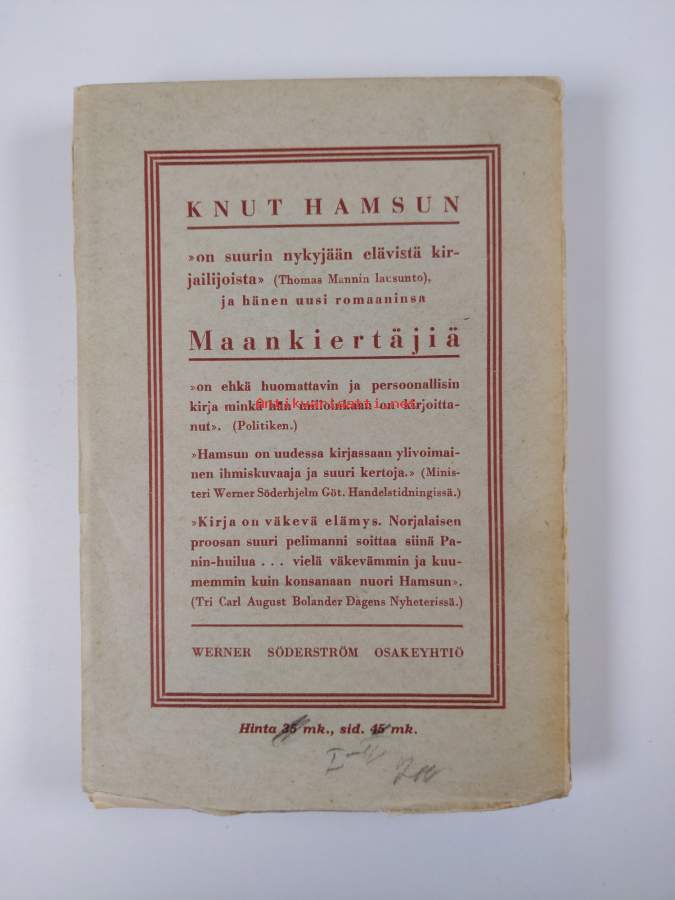 KNUT HAMSUN
»on suurin nykyjään elävistä kir-
jailijoista» (Thomas Mannin lausunto),
ja hänen uusi romaaninsa
Maankiertäjiä
»on ehkä huomattavin ja persoonallisin
kirja minkä hän milloinkaan on kirjoitta-
antikvariaatti.net
nut». (Politiken.)
»Hamsun on uudessa kirjassaan ylivoimai-
nen ihmiskuvaaja ja suuri kertoja.» (Minis-
teri Werner Söderhjelm Göt. Handelstidningissä.)
»Kirja on väkevä elämys. Norjalaisen
proosan suuri pelimanni soittaa siinä Pa-
nin-huilua . . . vielä väkevämmin ja kuu-
memmin kuin konsanaan nuori Hamsun».
(Tri Carl August Bolander Dagens Nyheterissä.)
WERNER SÖDERSTRÖM OSAKEYHTIÖ
Hinta 35 mk., sid. 45 mk.